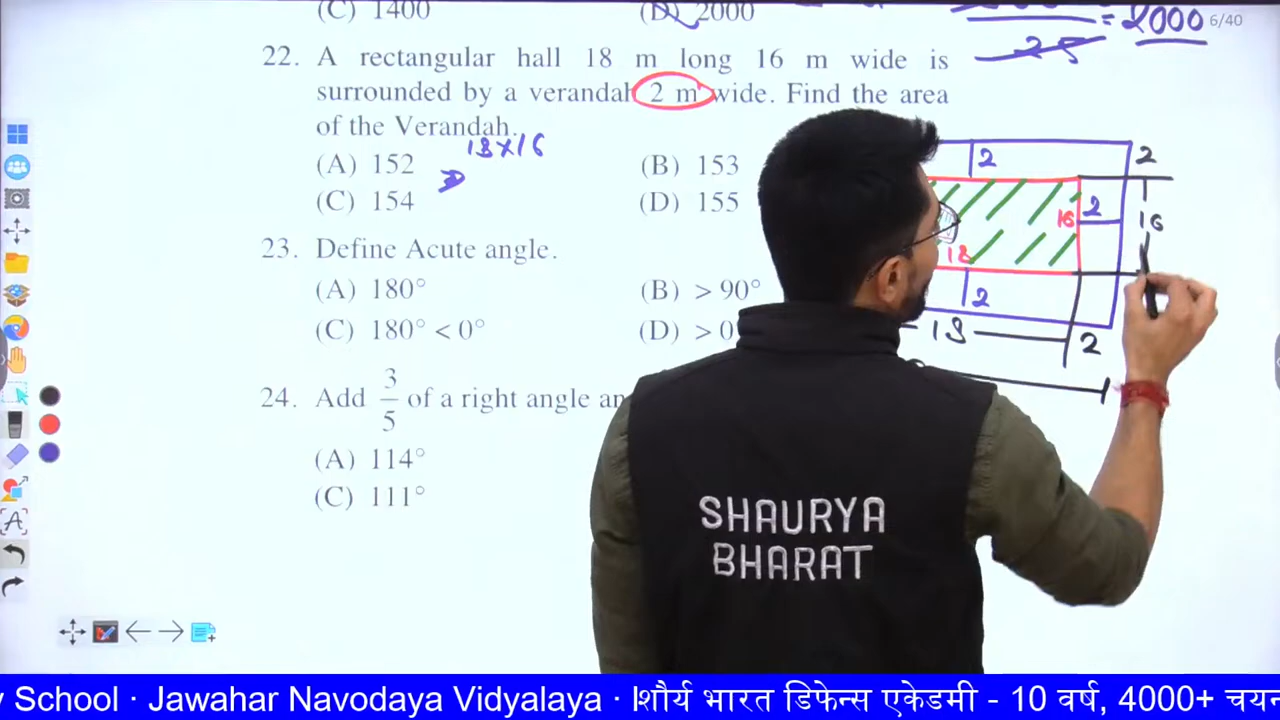 (C) 1400 (D) 2000
= 2000
25
6/40
22. A rectangular hall 18 m long 16 m wide is
surrounded by a verandah 2 m wide. Find the area
of the Verandah.
18×16
(A) 152 (B) 153
(C) 154 (D) 155
2 2
2 16
16
18
2
18 2
23. Define Acute angle.
(A) 180° (B) > 90°
(C) 180° < 0° (D) > 0
24. Add 3/5 of a right angle an
(A) 114°
(C) 111°
SHAURYA
BHARAT
y School · Jawahar Navodaya Vidyalaya · शौर्य भारत डिफेन्स एकेडमी - 10 वर्ष, 4000+ चयन